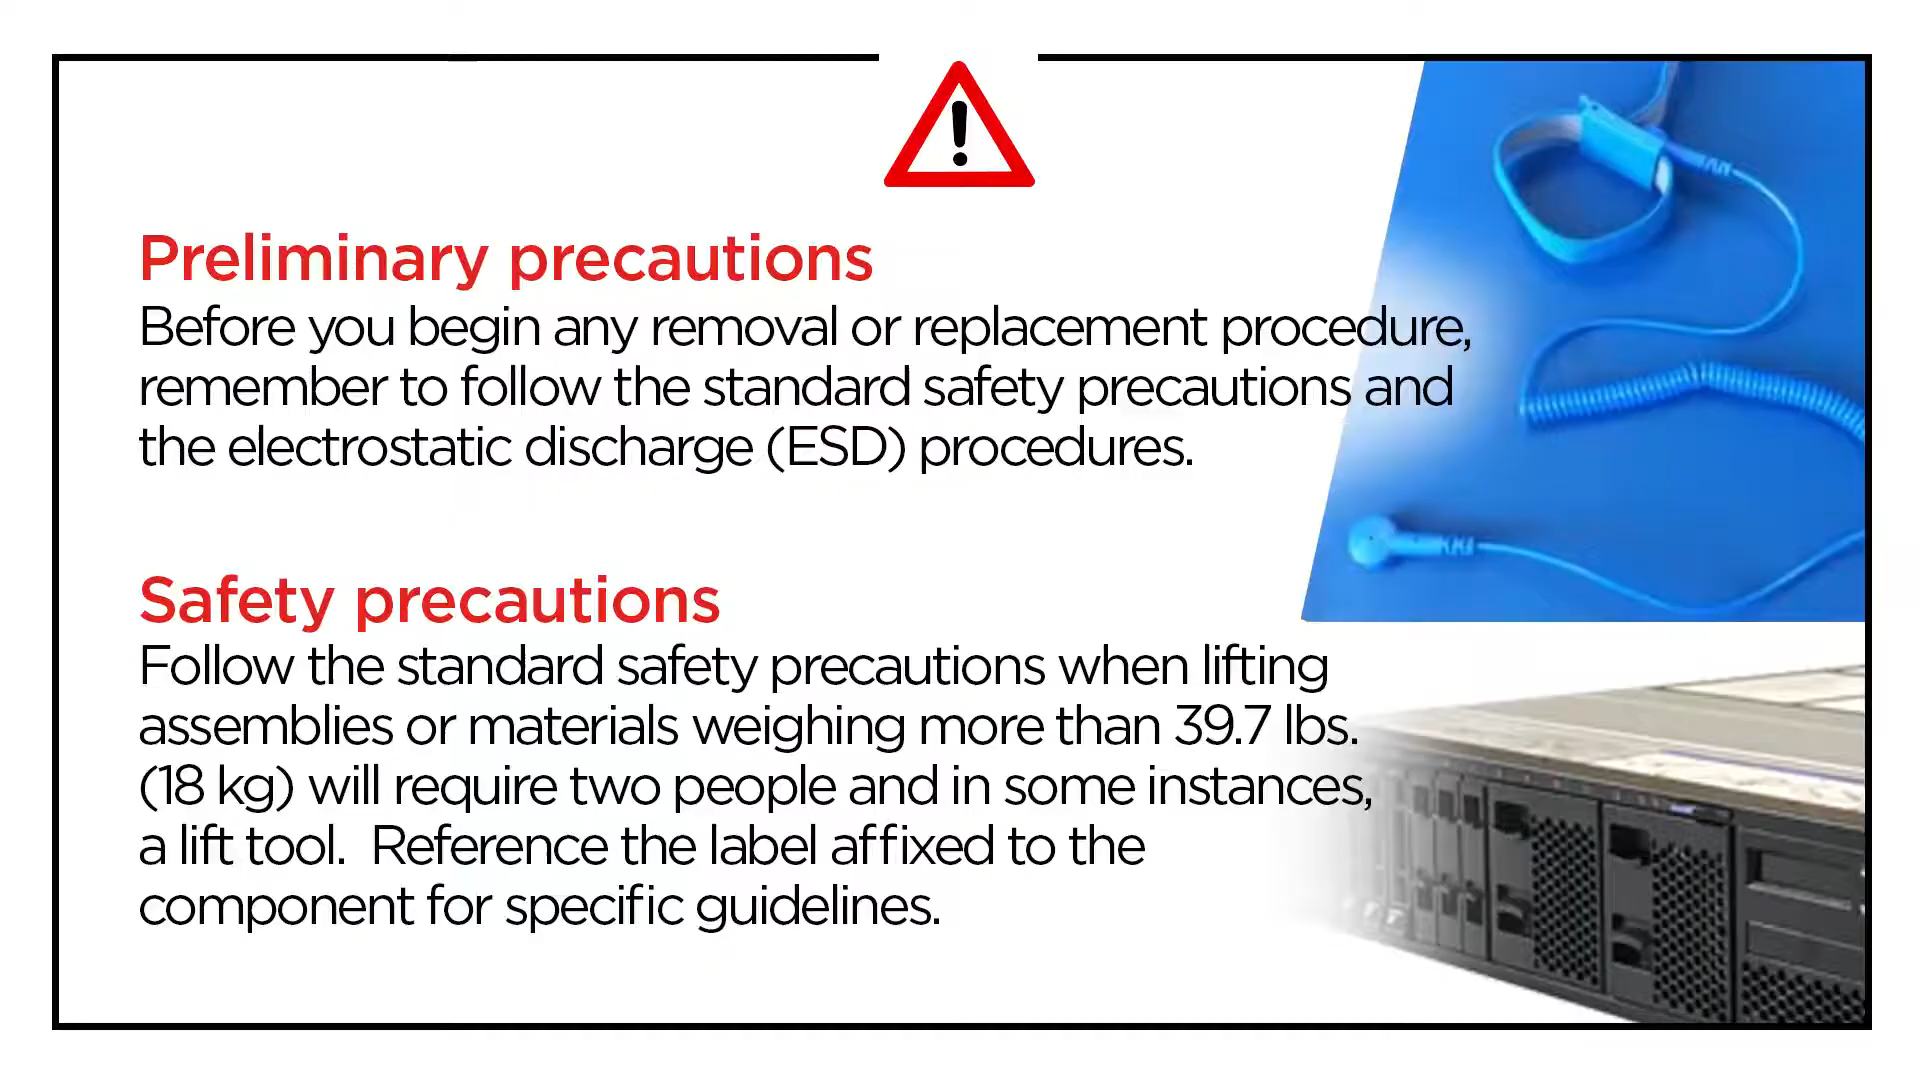 Preliminary precautions
Before you begin any removal or replacement procedure,
remember to follow the standard safety precautions and
the electrostatic discharge (ESD) procedures.
Safety precautions
Follow the standard safety precautions when lifting
assemblies or materials weighing more than 39.7 lbs.
(18 kg) will require two people and in some instances,
a lift tool.  Reference the label affixed to the
component for specific guidelines.